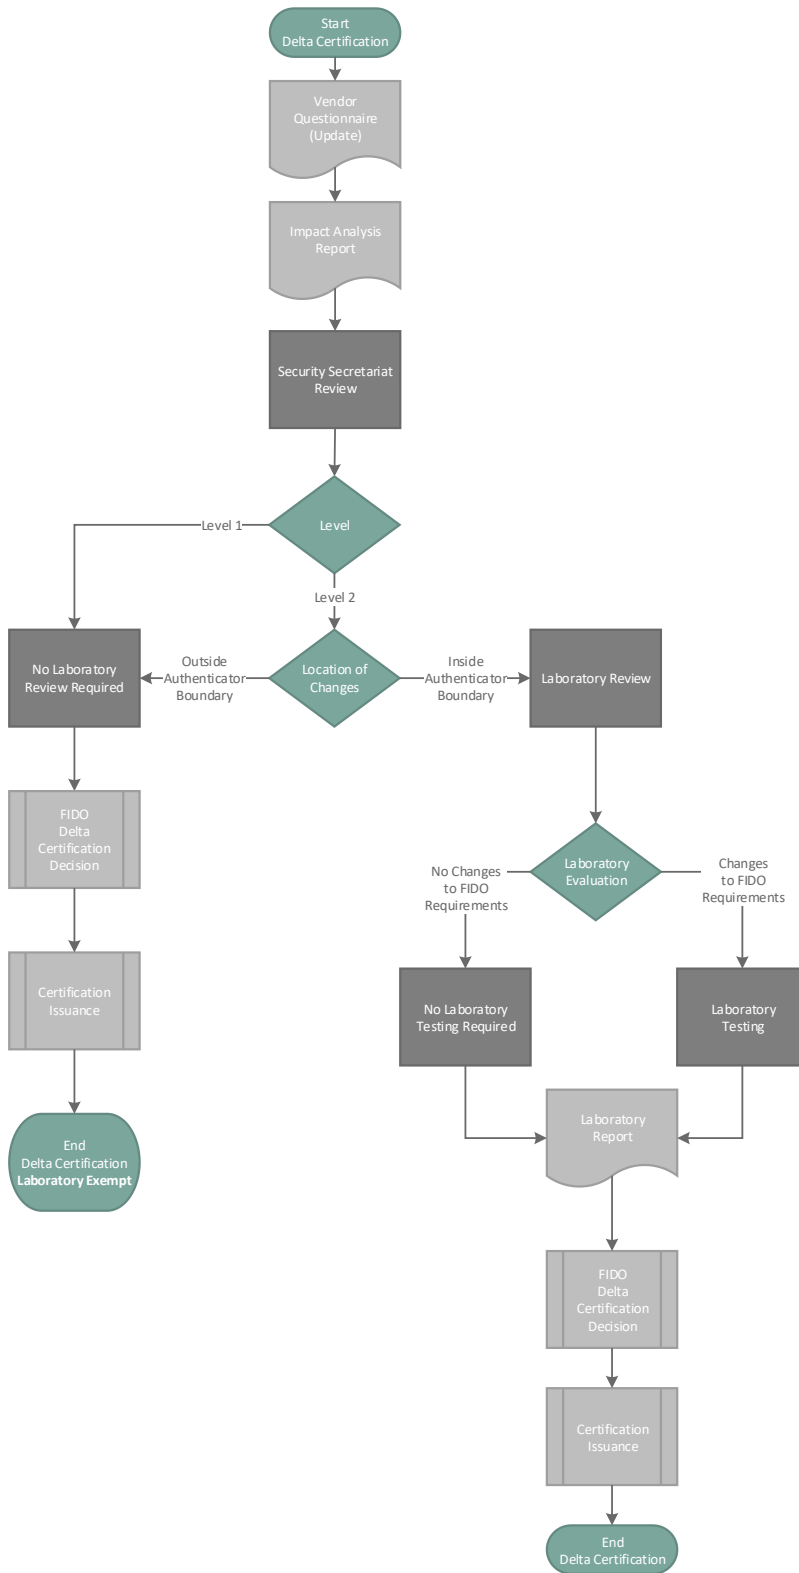 Start
Delta Certification
Vendor
Questionnaire
(Update)
Impact Analysis
Report
Security Secretariat
Review
Level
Level 1
Level 2
No Laboratory
Review Required
Outside
Authenticator
Boundary
Location of
Changes
Inside
Authenticator
Boundary
Laboratory Review
FIDO
Delta
Certification
Decision
Laboratory
Evaluation
No Changes
to FIDO
Requirements
Changes
to FIDO
Requirements
Certification
Issuance
No Laboratory
Testing Required
Laboratory
Testing
End
Delta Certification
Laboratory Exempt
Laboratory
Report
FIDO
Delta
Certification
Decision
Certification
Issuance
End
Delta Certification